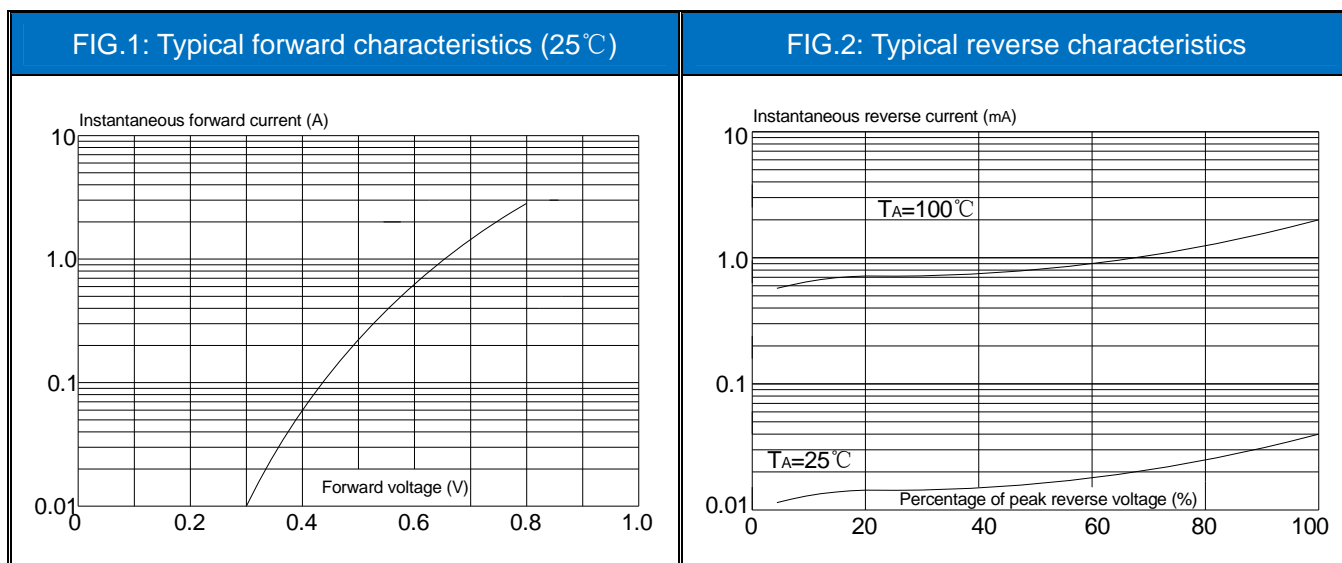 FIG.1: Typical forward characteristics (25℃)
Instantaneous forward current (A)
10
1.0
0.1
0.01
Forward voltage (V)
0 0.2 0.4 0.6 0.8 1.0
FIG.2: Typical reverse characteristics
Instantaneous reverse current (mA)
10
TA=100℃
1.0
0.1
TA=25℃
0.01
Percentage of peak reverse voltage (%)
0 20 40 60 80 100